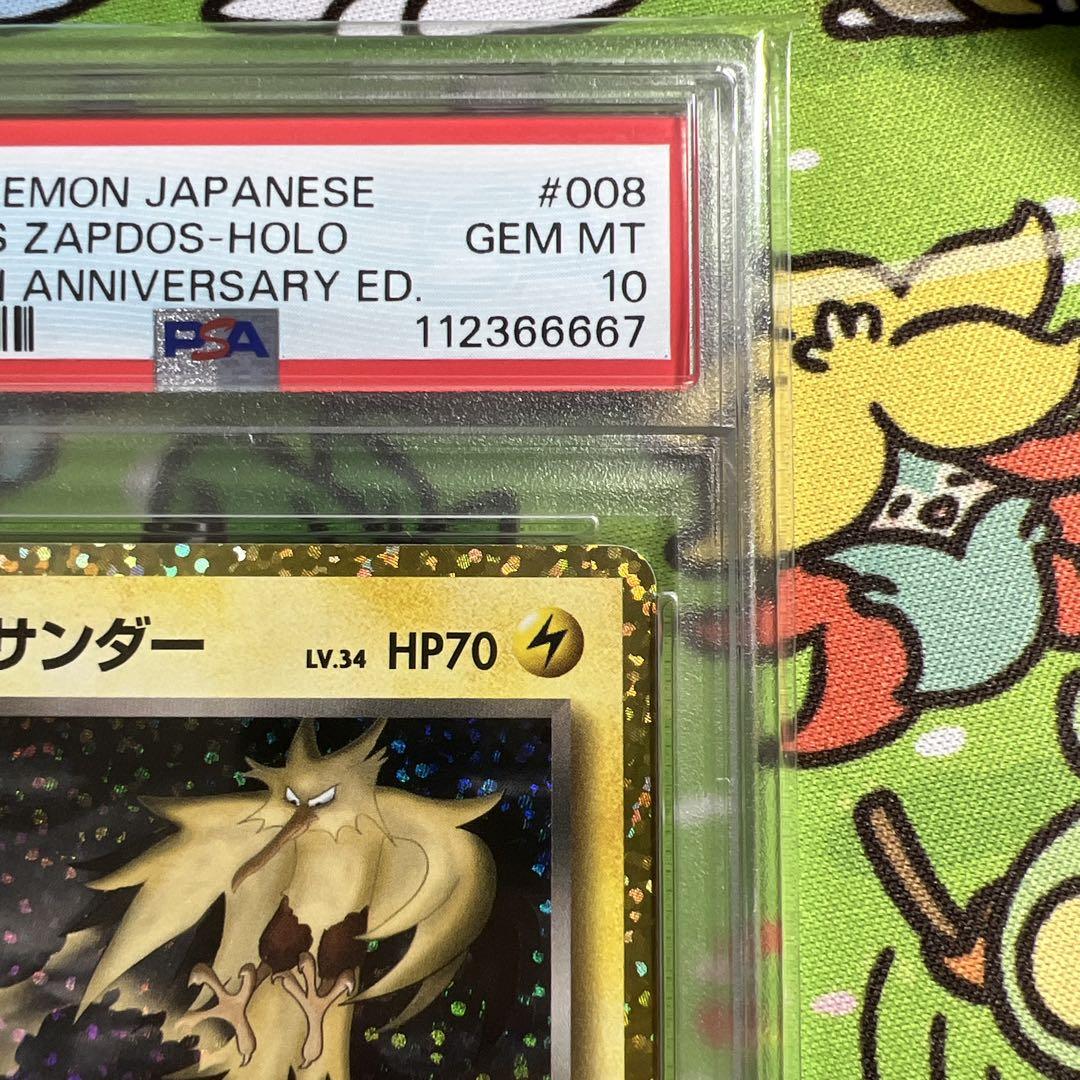 EMON JAPANESE #008
S ZAPDOS-HOLO GEM MT
ANNIVERSARY ED. 10
PSA 112366667
サンダー LV.34 HP70